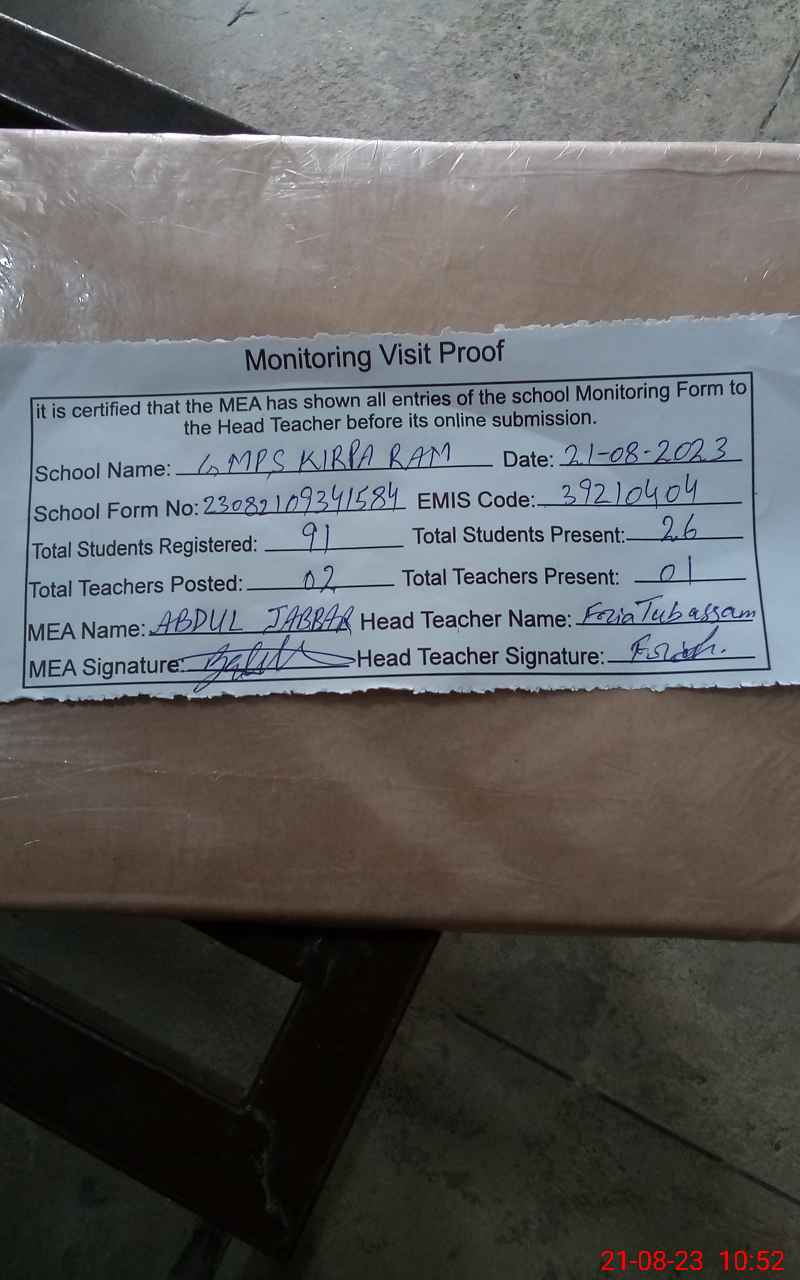 Monitoring Visit Proof
it is certified that the MEA has shown all entries of the school Monitoring Form to
the Head Teacher before its online submission.
School Name: GMPS KIRPA RAM Date: 21-08-2023
School Form No: 23082109341584 EMIS Code: 39210404
Total Students Registered: 91 Total Students Present: 26
Total Teachers Posted: 02 Total Teachers Present: 01
MEA Name: ABDUL JABBAR Head Teacher Name: Fozia Tubassam
MEA Signature: Head Teacher Signature:
21-08-23 10:52